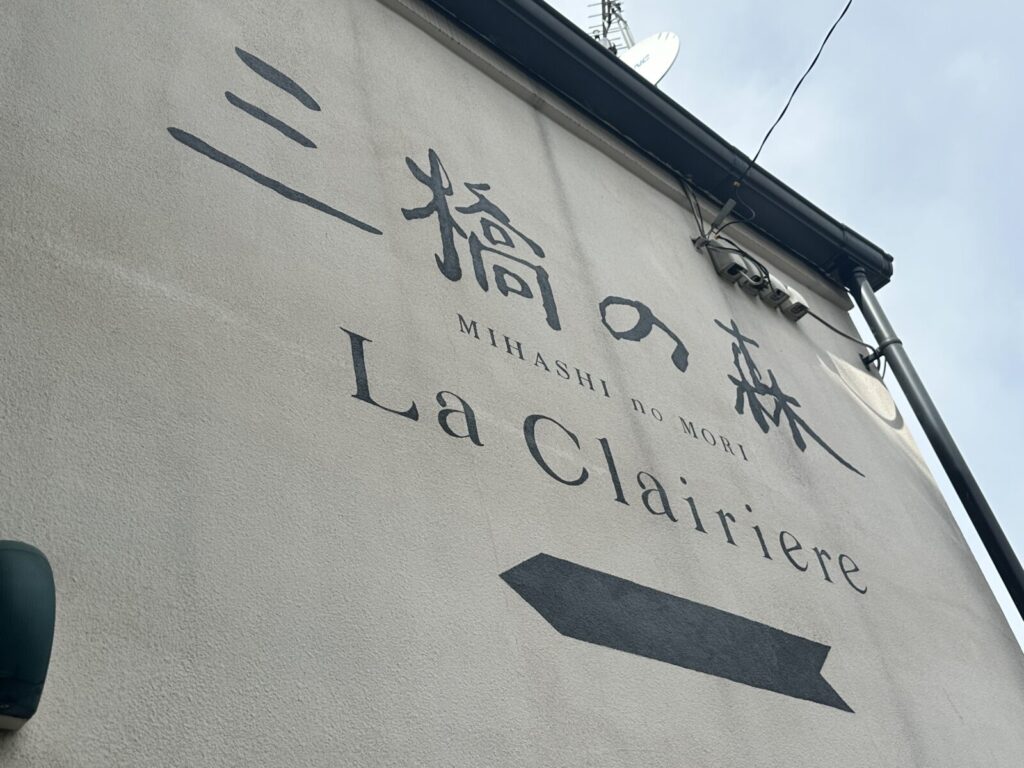 三橋の森
MIHASHI no MORI
La Clairiere